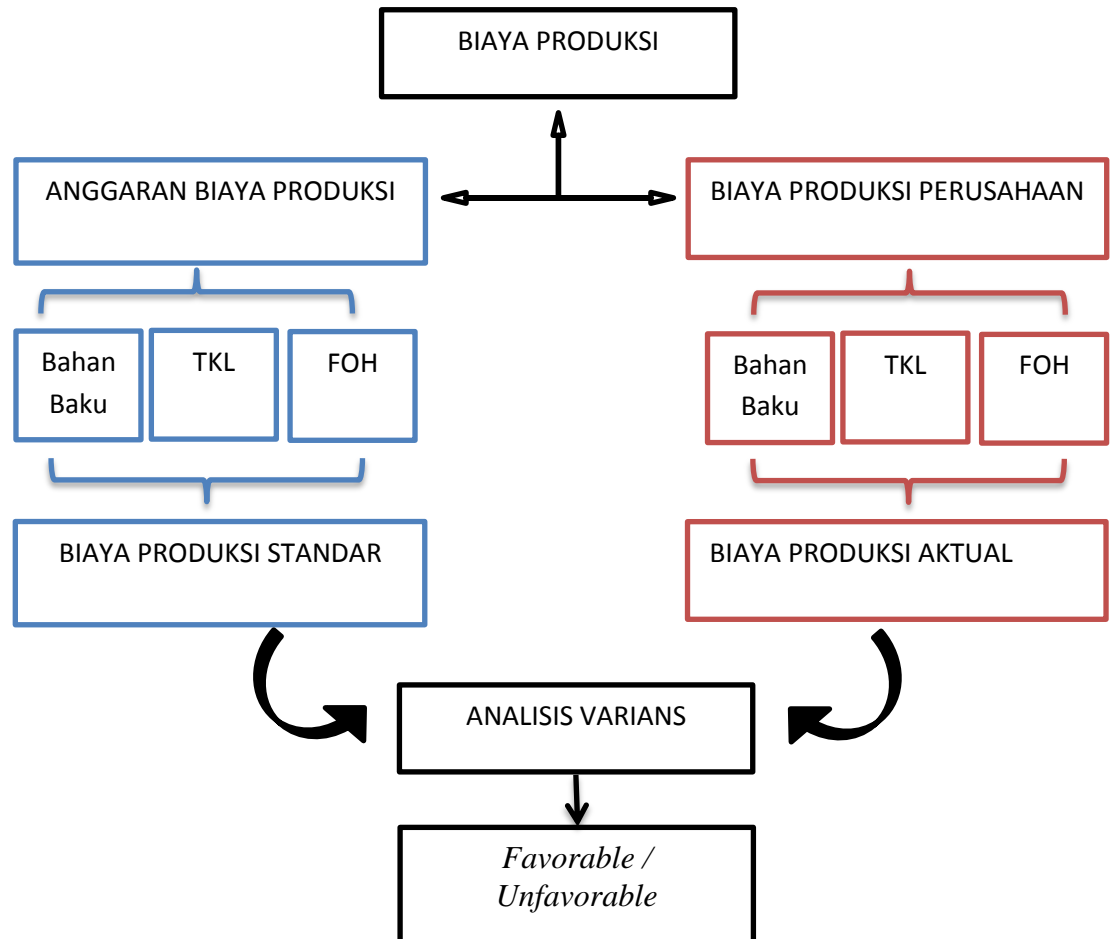 BIAYA PRODUKSI
ANGGARAN BIAYA PRODUKSI
BIAYA PRODUKSI PERUSAHAAN
Bahan
Baku
TKL
FOH
Bahan
Baku
TKL
FOH
BIAYA PRODUKSI STANDAR
BIAYA PRODUKSI AKTUAL
ANALISIS VARIANS
Favorable /
Unfavorable